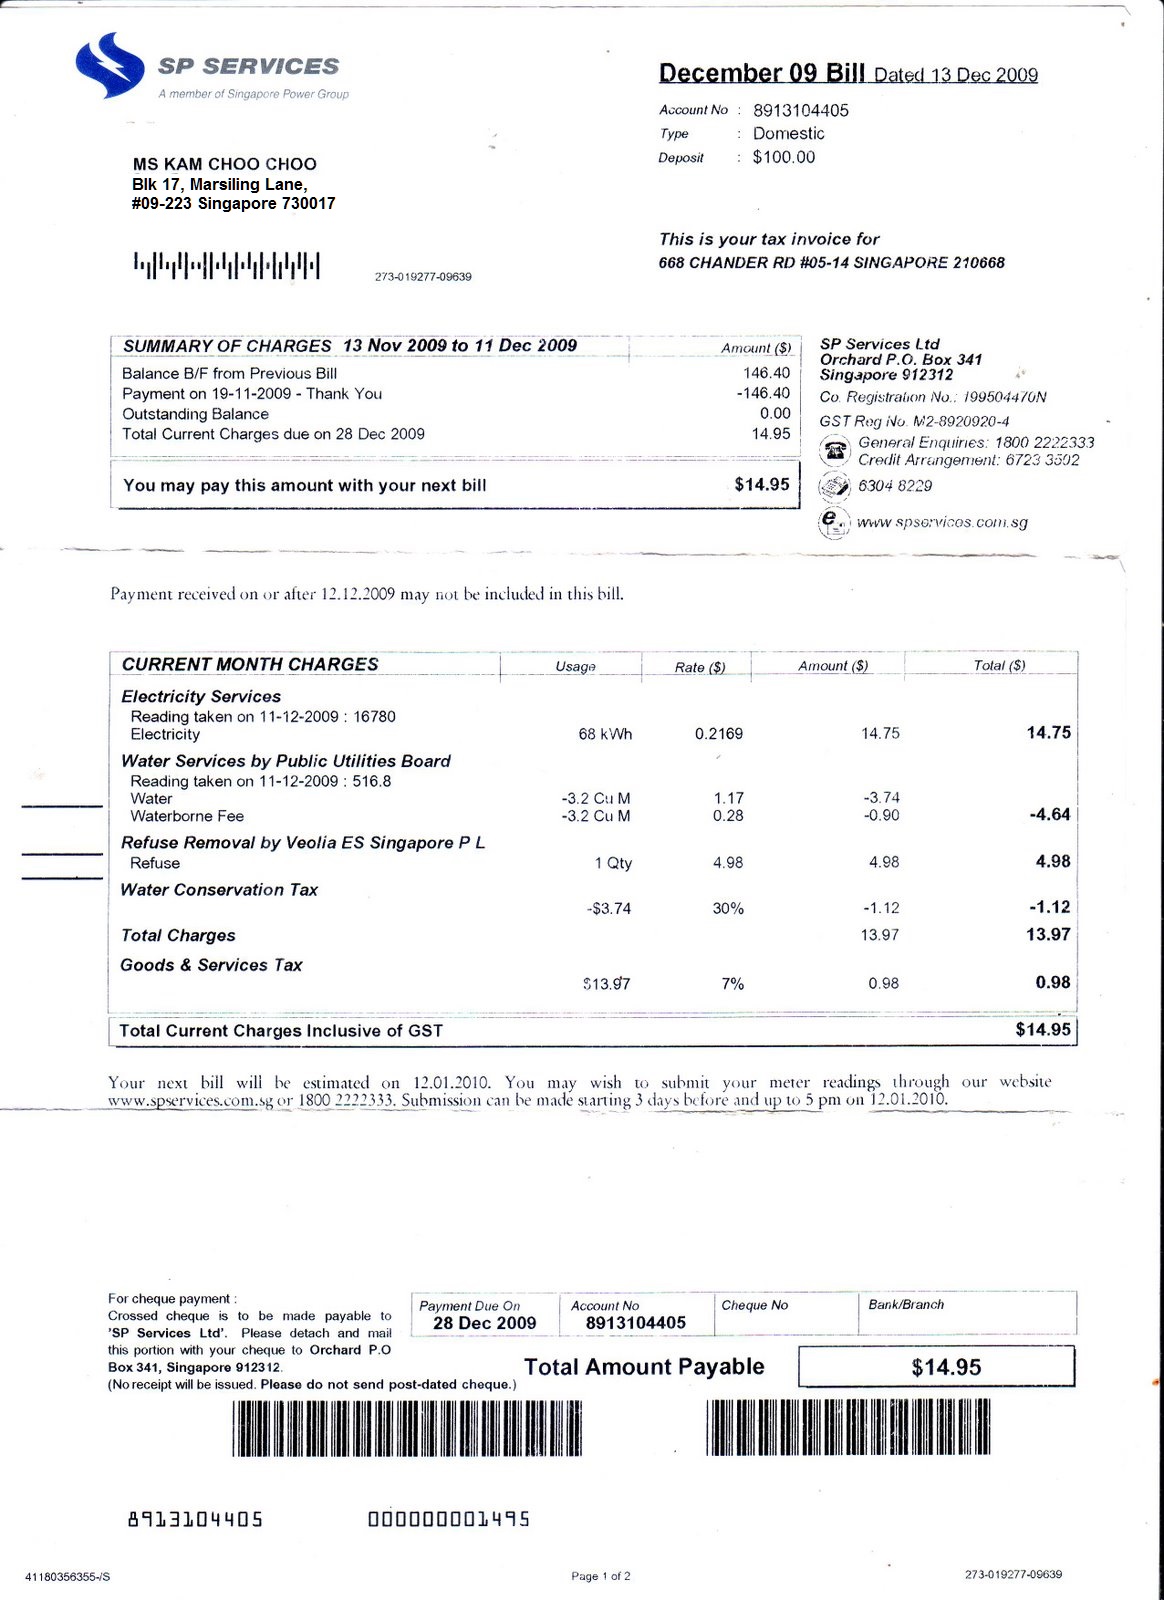 SP SERVICES
A member of Singapore Power Group
December 09 Bill Dated 13 Dec 2009
Account No : 8913104405
Type : Domestic
Deposit : $100.00
MS KAM CHOO CHOO
Blk 17, Marsiling Lane,
#09-223 Singapore 730017
273-019277-09639
This is your tax invoice for
668 CHANDER RD #05-14 SINGAPORE 210668
SUMMARY OF CHARGES 13 Nov 2009 to 11 Dec 2009 Amount ($)
Balance B/F from Previous Bill 146.40
Payment on 19-11-2009 - Thank You -146.40
Outstanding Balance 0.00
Total Current Charges due on 28 Dec 2009 14.95
You may pay this amount with your next bill $14.95
SP Services Ltd
Orchard P.O. Box 341
Singapore 912312
Co. Registration No.: 199504470N
GST Reg No. M2-8920920-4
General Enquiries: 1800 2222333
Credit Arrangement: 6723 3502
6304 8229
www.spservices.com.sg
Payment received on or after 12.12.2009 may not be included in this bill.
CURRENT MONTH CHARGES Usage Rate ($) Amount ($) Total ($)
Electricity Services
Reading taken on 11-12-2009 : 16780
Electricity 68 kWh 0.2169 14.75 14.75
Water Services by Public Utilities Board
Reading taken on 11-12-2009 : 516.8
Water -3.2 Cu M 1.17 -3.74
Waterborne Fee -3.2 Cu M 0.28 -0.90 -4.64
Refuse Removal by Veolia ES Singapore P L
Refuse 1 Qty 4.98 4.98 4.98
Water Conservation Tax
-$3.74 30% -1.12 -1.12
Total Charges 13.97 13.97
Goods & Services Tax
$13.97 7% 0.98 0.98
Total Current Charges Inclusive of GST $14.95
Your next bill will be estimated on 12.01.2010. You may wish to submit your meter readings through our website
www.spservices.com.sg or 1800 2222333. Submission can be made starting 3 days before and up to 5 pm on 12.01.2010.
For cheque payment :
Crossed cheque is to be made payable to
'SP Services Ltd'. Please detach and mail
this portion with your cheque to Orchard P.O
Box 341, Singapore 912312.
(No receipt will be issued. Please do not send post-dated cheque.)
Payment Due On Account No Cheque No Bank/Branch
28 Dec 2009 8913104405
Total Amount Payable $14.95
8913104405 000000001495
41180356355-/S Page 1 of 2 273-019277-09639